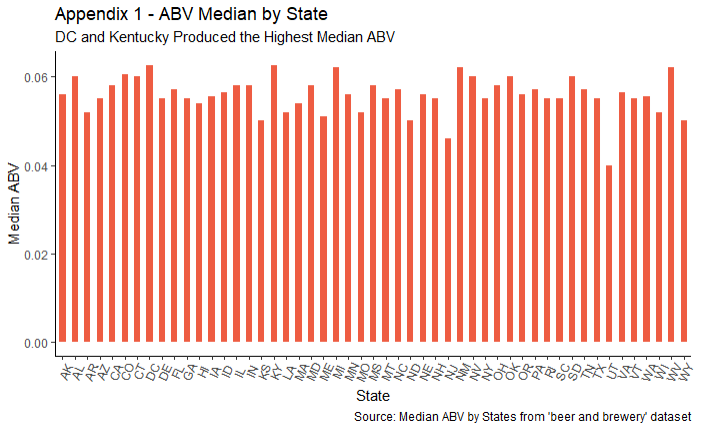 Appendix 1 - ABV Median by State
DC and Kentucky Produced the Highest Median ABV
0.06
0.04
0.02
0.00
Median ABV
AK AL AR AZ CA CO CT DC DE FL GA HI IA ID IL IN KS KY LA MA MD ME MI MN MO MS MT NC ND NE NH NJ NM NV NY OH OK OR PA RI SC SD TN TX UT VA VT WA WI WV WY
State
Source: Median ABV by States from 'beer and brewery' dataset